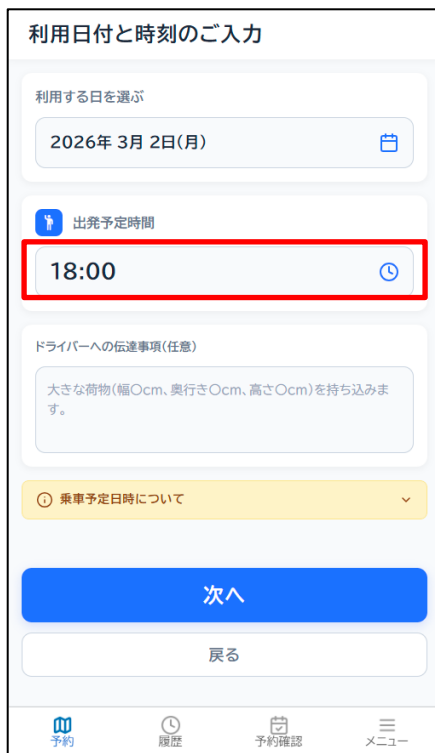 利用日付と時刻のご入力
利用する日を選ぶ
2026年 3月 2日(月)
出発予定時間
18:00
ドライバーへの伝達事項(任意)
大きな荷物(幅〇cm、奥行き〇cm、高さ〇cm)を持ち込みま
す。
乗車予定日時について
次へ
戻る
予約
履歴
予約確認
メニュー